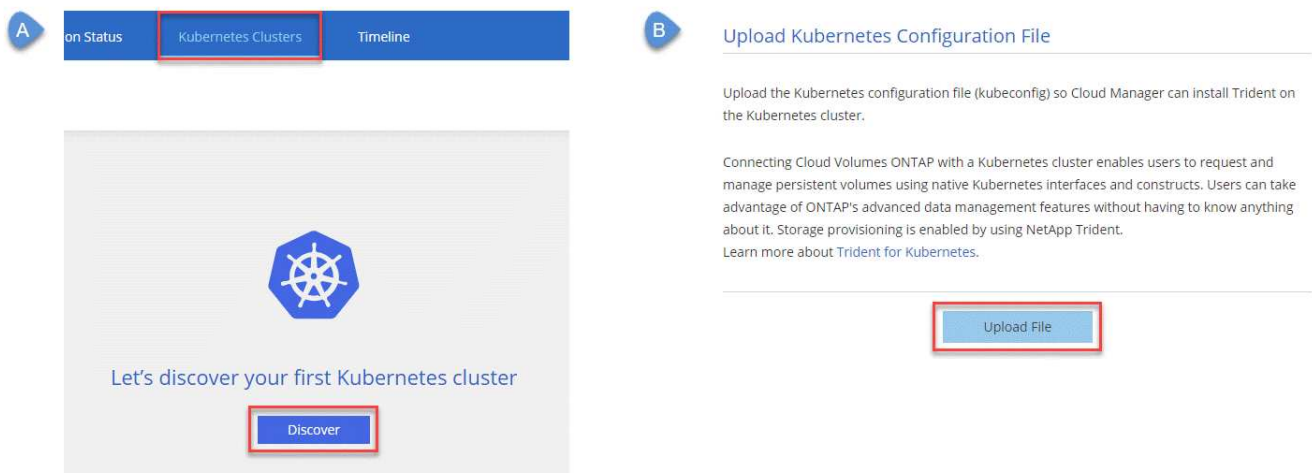 A
on Status
Kubernetes Clusters
Timeline
Let's discover your first Kubernetes cluster
Discover
B
Upload Kubernetes Configuration File
Upload the Kubernetes configuration file (kubeconfig) so Cloud Manager can install Trident on
the Kubernetes cluster.
Connecting Cloud Volumes ONTAP with a Kubernetes cluster enables users to request and
manage persistent volumes using native Kubernetes interfaces and constructs. Users can take
advantage of ONTAP's advanced data management features without having to know anything
about it. Storage provisioning is enabled by using NetApp Trident.
Learn more about Trident for Kubernetes.
Upload File